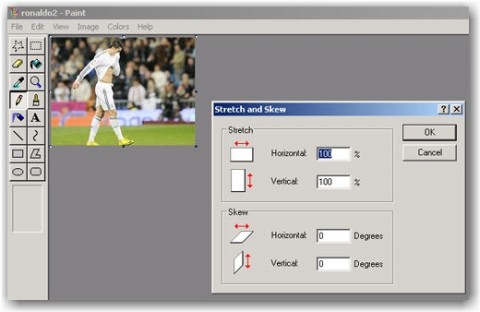 ronaldo2 - Paint
File Edit View Image Colors Help
A
Stretch and Skew
Stretch
Horizontal: 100 %
Vertical: 100 %
Skew
Horizontal: 0 Degrees
Vertical: 0 Degrees
OK
Cancel